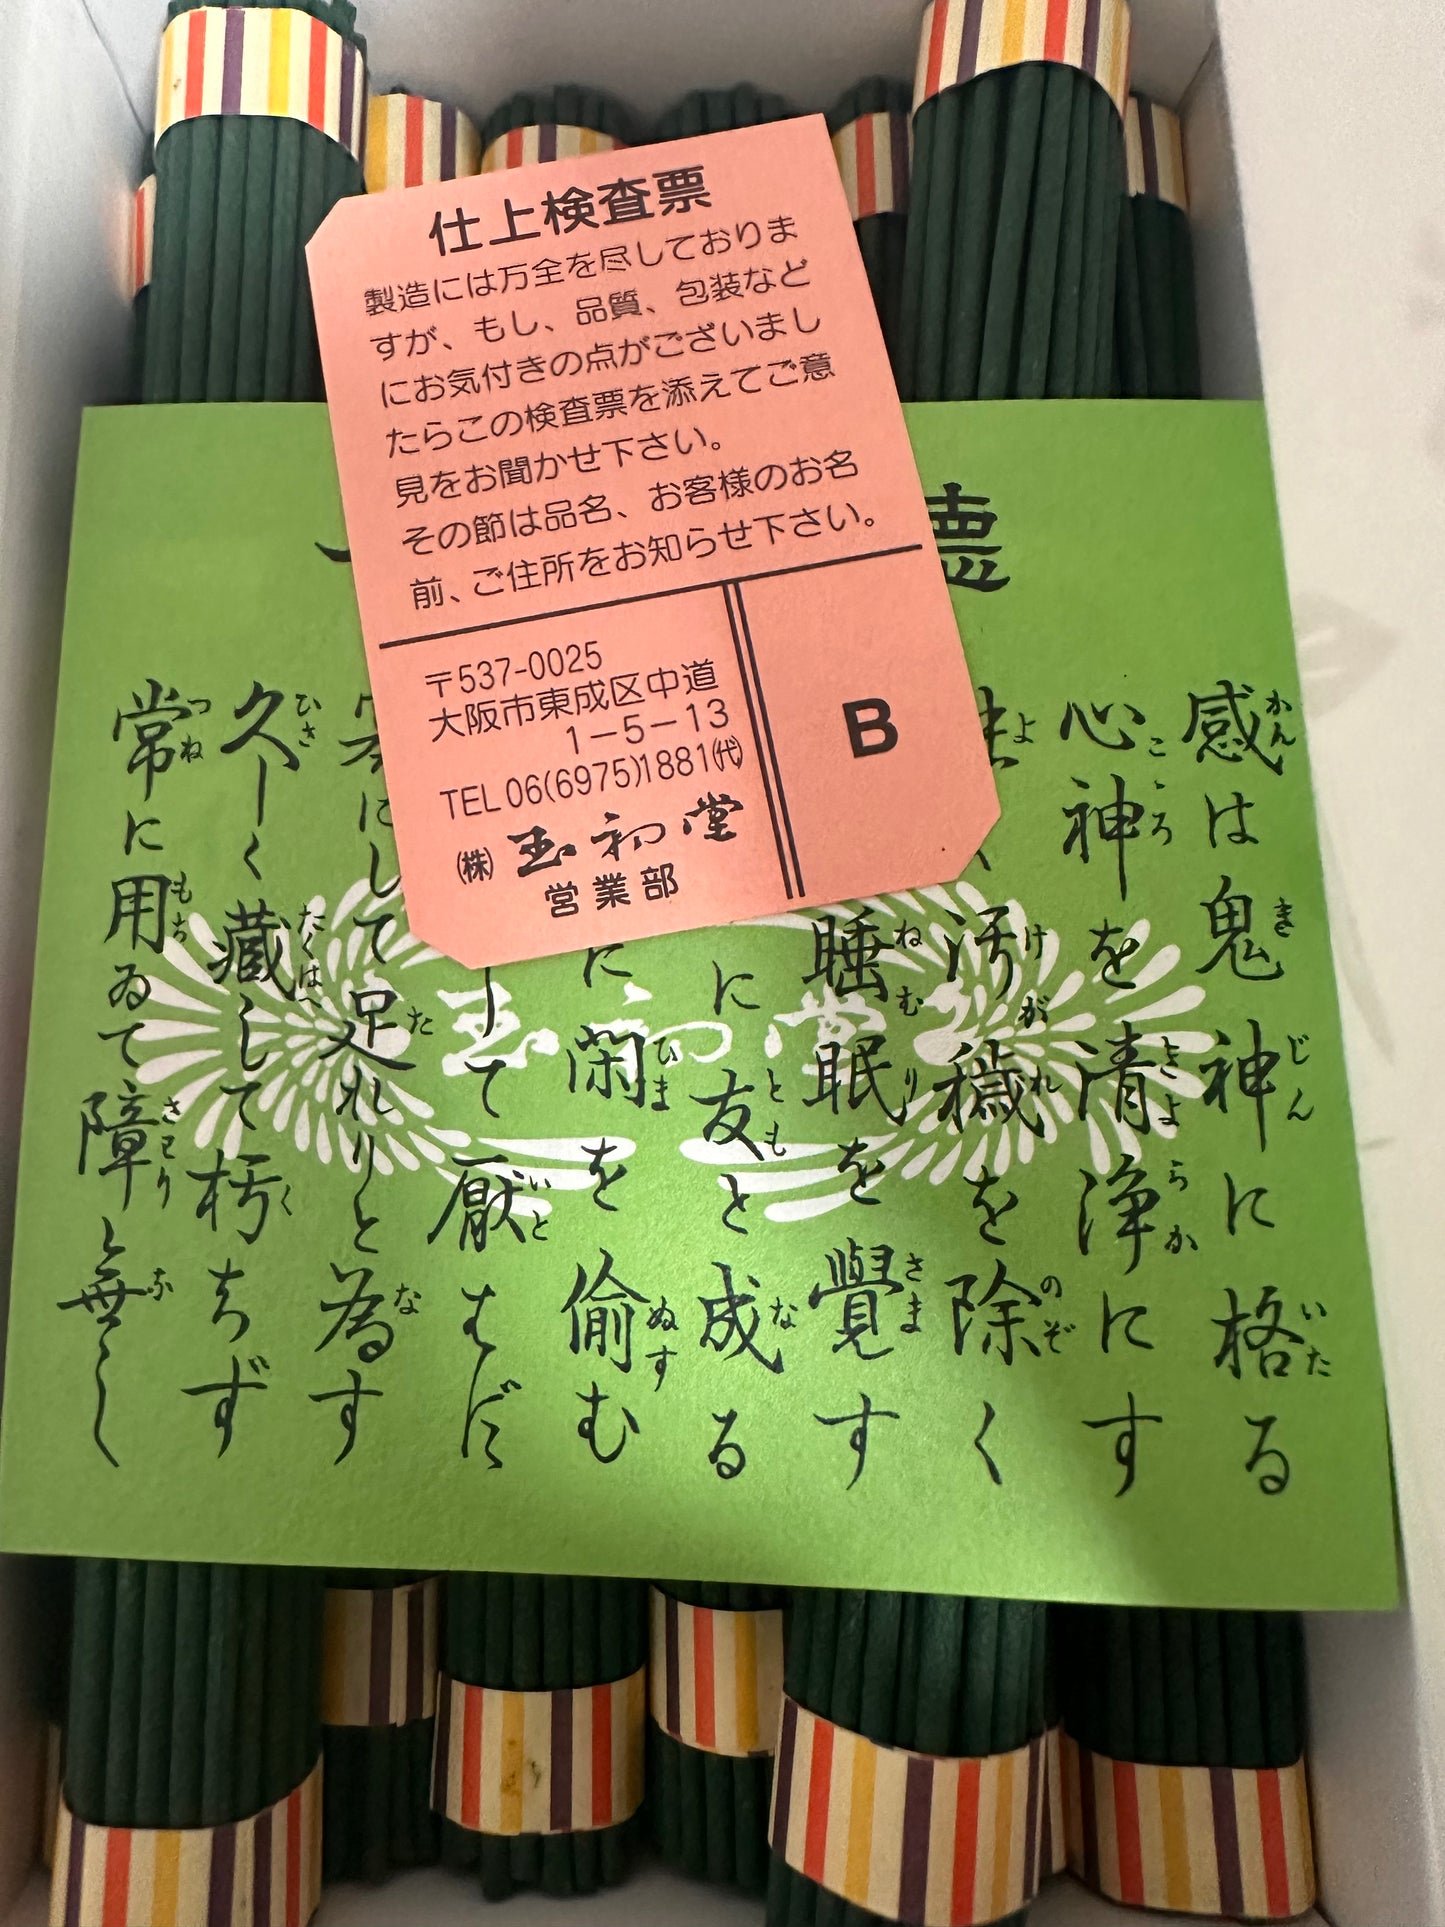 仕上検査票
製造には万全を尽しておりま
すが、もし、品質、包装など
にお気付きの点がございまし
たらこの検査票を添えてご意
見をお聞かせ下さい。
その節は品名、お客様のお名
前、ご住所をお知らせ下さい。
〒537-0025
大阪市東成区中道
1-5-13
TEL 06(6975)1881㈹
㈱玉初堂
営業部
B
徳
感は鬼神に格る
心神を清浄にす
く汚穢を除く
睡眠を覺す
に友と成る
に閑を偸む
して厭はず
にして足れりと為す
久しく蔵して朽ちず
常に用ゐて障り無し
玉初堂